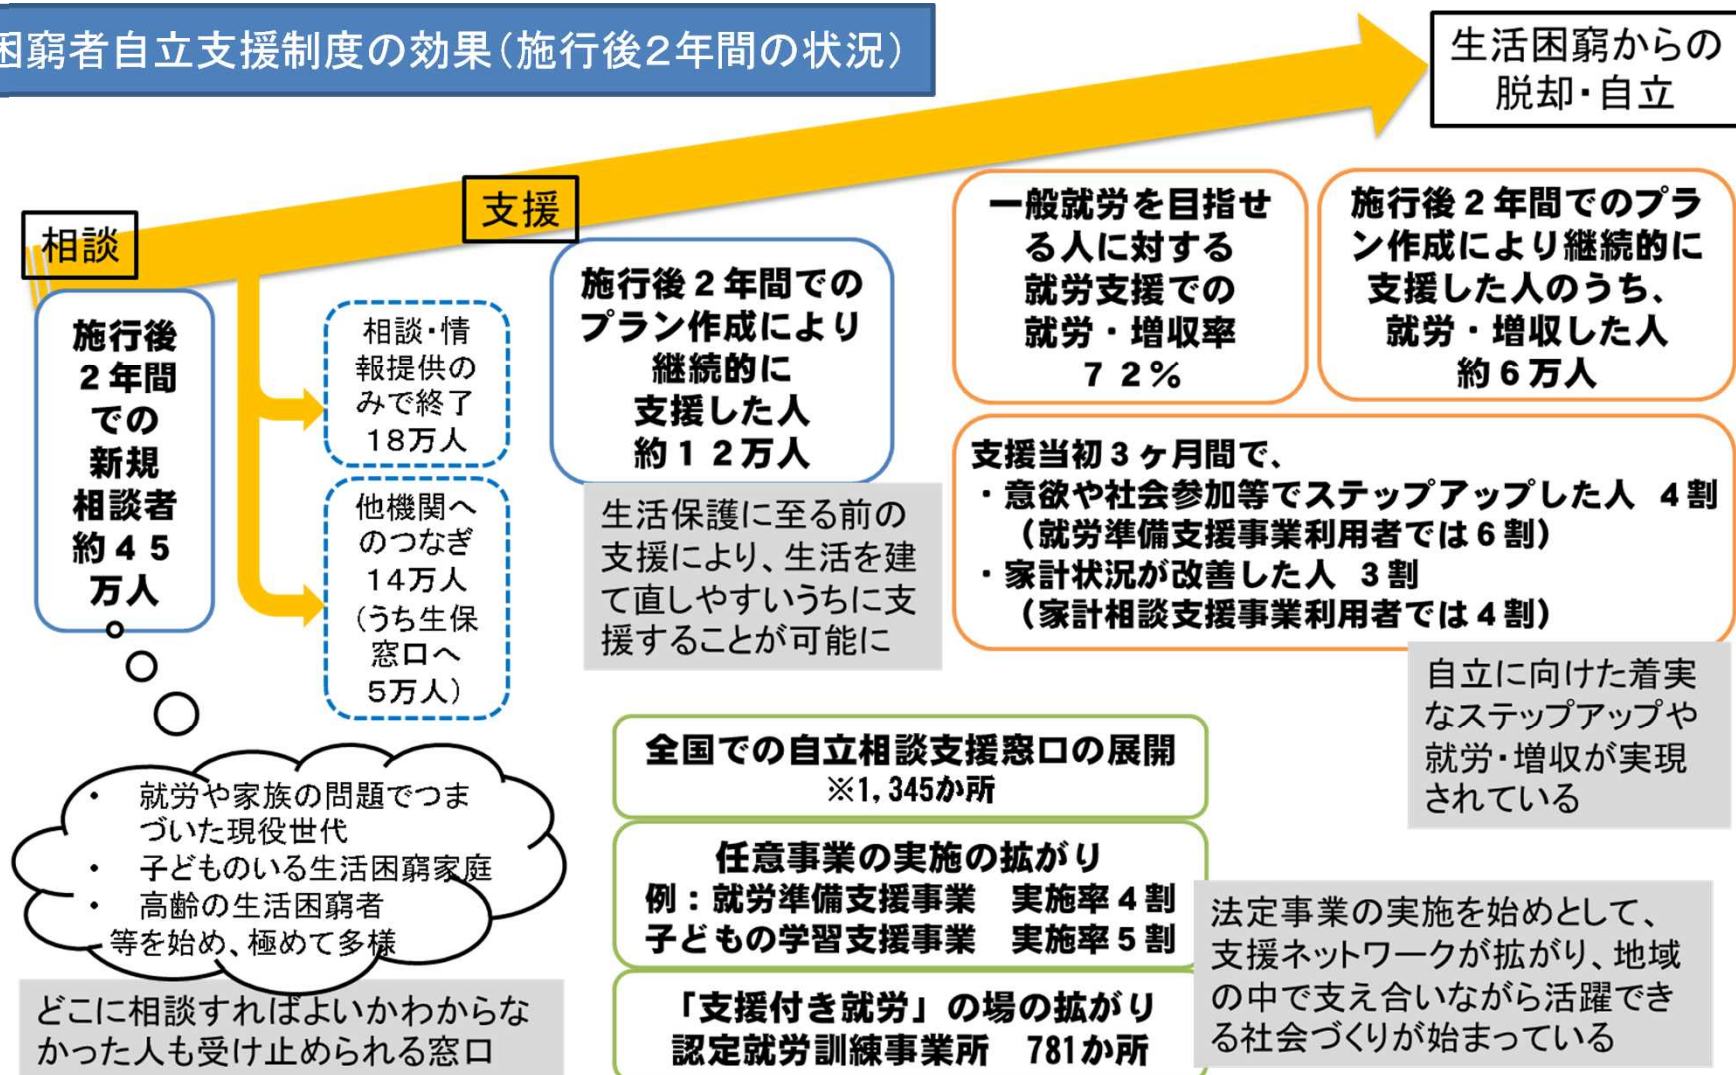 困窮者自立支援制度の効果(施行後2年間の状況)
生活困窮からの
脱却・自立
相談
支援
施行後
2年間
での
新規
相談者
約45
万人
相談・情
報提供の
みで終了
18万人
他機関へ
のつなぎ
14万人
(うち生保
窓口へ
5万人)
施行後2年間での
プラン作成により
継続的に
支援した人
約12万人
生活保護に至る前の
支援により、生活を建
て直しやすいうちに支
援することが可能に
一般就労を目指せ
る人に対する
就労支援での
就労・増収率
72%
施行後2年間でのプラ
ン作成により継続的に
支援した人のうち、
就労・増収した人
約6万人
支援当初3ヶ月間で、
・意欲や社会参加等でステップアップした人 4割
(就労準備支援事業利用者では6割)
・家計状況が改善した人 3割
(家計相談支援事業利用者では4割)
自立に向けた着実
なステップアップや
就労・増収が実現
されている
• 就労や家族の問題でつま
づいた現役世代
• 子どものいる生活困窮家庭
• 高齢の生活困窮者
等を始め、極めて多様
どこに相談すればよいかわからな
かった人も受け止められる窓口
全国での自立相談支援窓口の展開
※1,345か所
任意事業の実施の拡がり
例:就労準備支援事業 実施率4割
子どもの学習支援事業 実施率5割
「支援付き就労」の場の拡がり
認定就労訓練事業所 781か所
法定事業の実施を始めとして、
支援ネットワークが拡がり、地域
の中で支え合いながら活躍でき
る社会づくりが始まっている